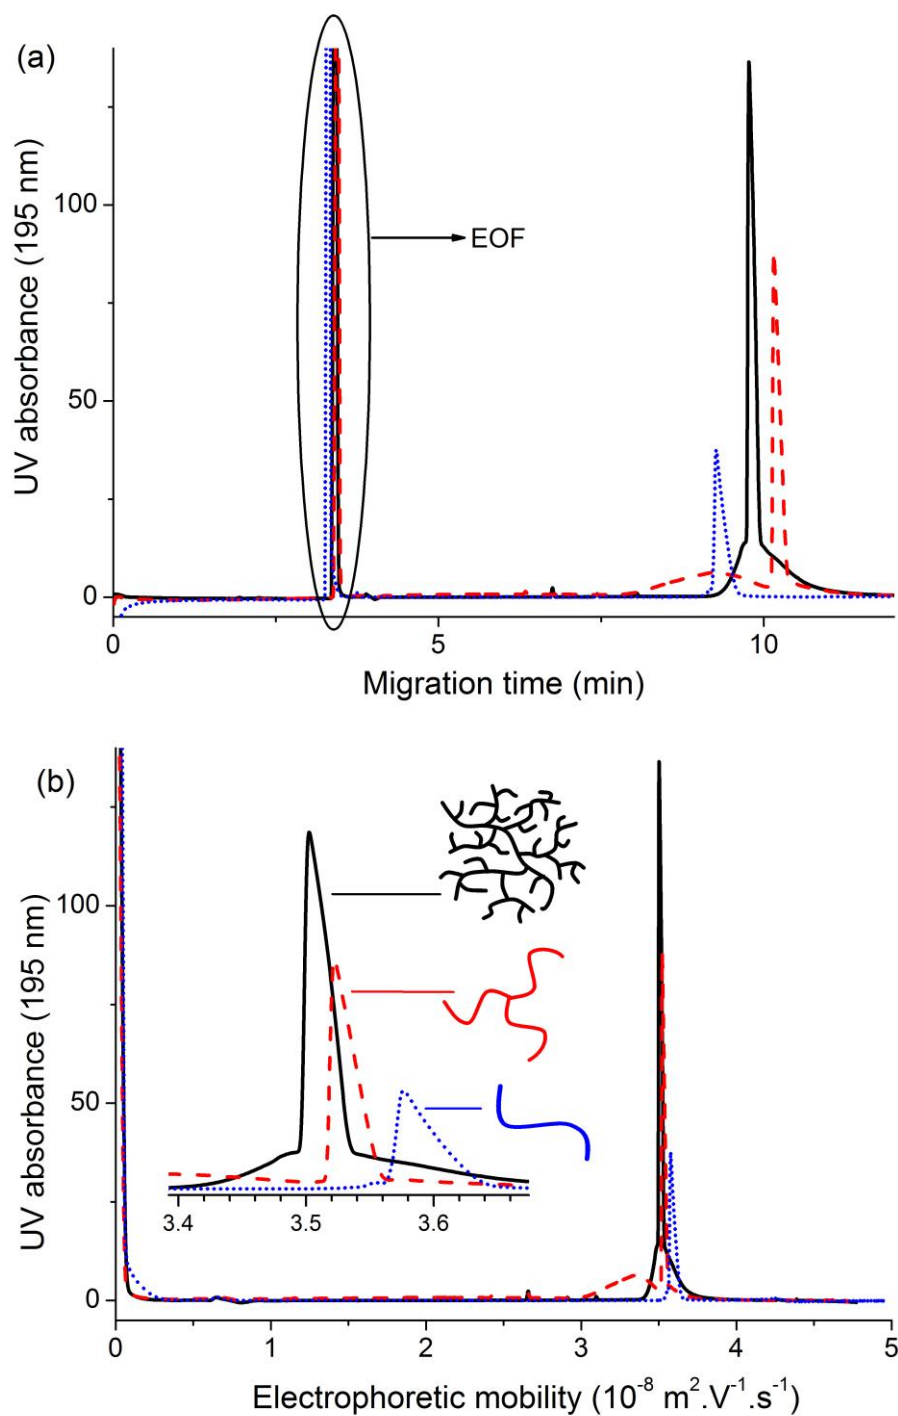 (a)
UV absorbance (195 nm)
100
50
0
EOF
0
5
10
Migration time (min)
(b)
UV absorbance (195 nm)
100
50
0
3.4
3.5
3.6
0
1
2
3
4
5
Electrophoretic mobility (10⁻⁸ m².V⁻¹.s⁻¹)